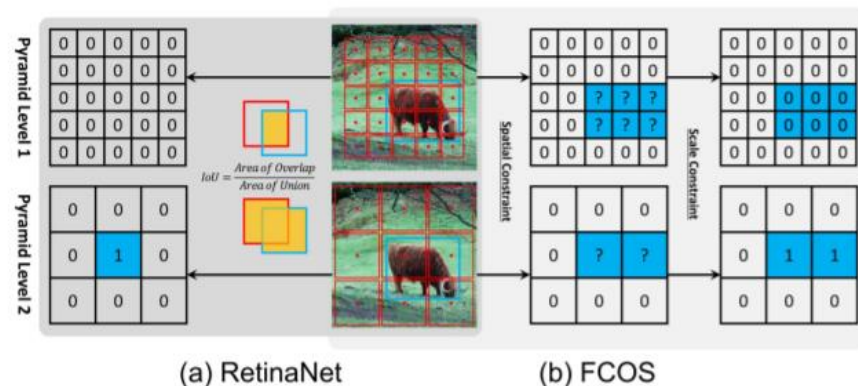 Pyramid Level 1
0 0 0 0 0
0 0 0 0 0
0 0 0 0 0
0 0 0 0 0
0 0 0 0 0
IoU = Area of Overlap
Area of Union
Spatial Constraint
0 0 0 0 0
0 0 0 0 0
0 0 ? ? ?
0 0 ? ? ?
0 0 0 0 0
Scale Constraint
0 0 0 0 0
0 0 0 0 0
0 0 0 0 0
0 0 0 0 0
0 0 0 0 0
Pyramid Level 2
0 0 0
0 1 0
0 0 0
0 0 0
0 ? ?
0 0 0
0 0 0
0 1 1
0 0 0
(a) RetinaNet
(b) FCOS